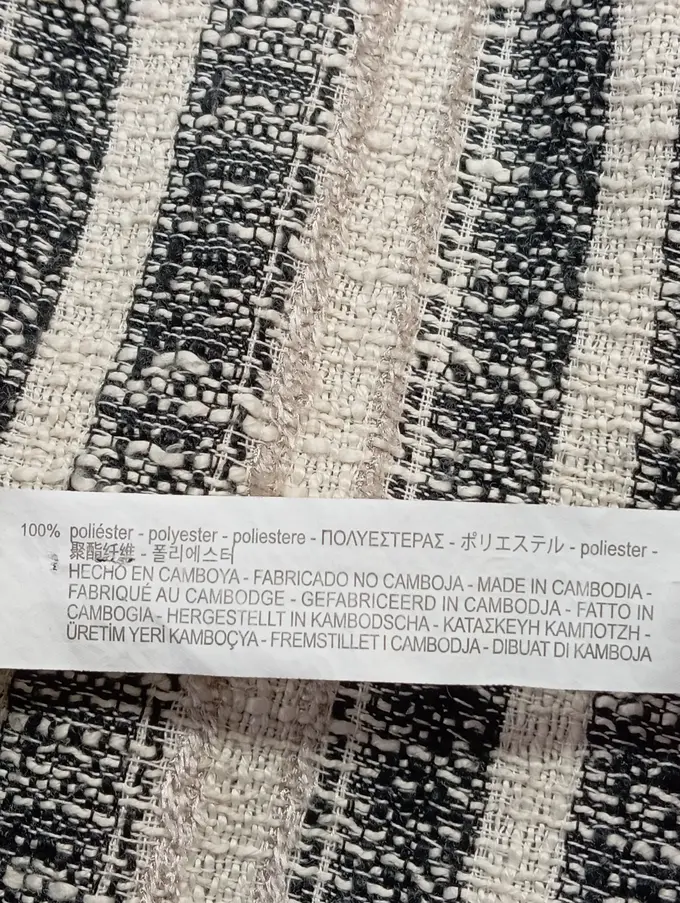 100% poliéster - polyester - poliestere - ΠΟΛΥΕΣΤΕΡΑΣ - ポリエステル - poliester -
聚酯纤维 - 폴리에스터
HECHO EN CAMBOYA - FABRICADO NO CAMBOJA - MADE IN CAMBODIA -
FABRIQUÉ AU CAMBODGE - GEFABRICEERD IN CAMBODJA - FATTO IN
CAMBOGIA - HERGESTELLT IN KAMBODSCHA - ΚΑΤΑΣΚΕΥΗ ΚΑΜΠΟΤΖΗ -
ÜRETİM YERİ KAMBOÇYA - FREMSTILLET I CAMBODJA - DIBUAT DI KAMBOJA